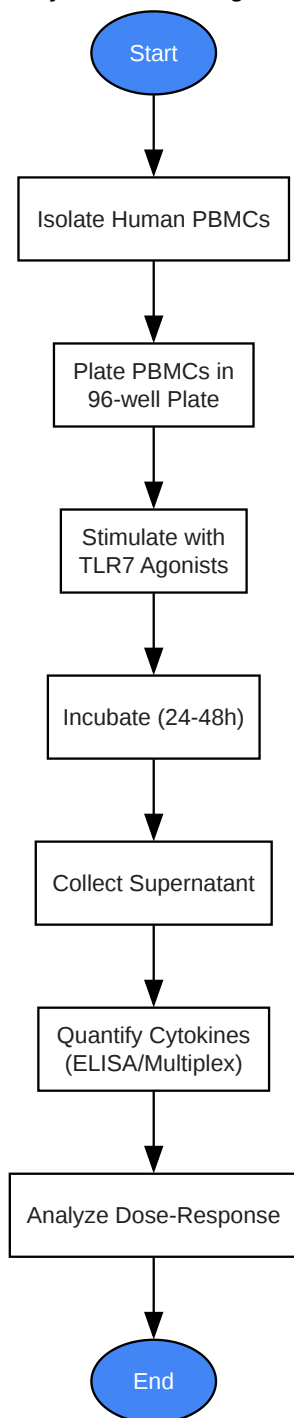 Start
Isolate Human PBMCs
Plate PBMCs in
96-well Plate
Stimulate with
TLR7 Agonists
Incubate (24-48h)
Collect Supernatant
Quantify Cytokines
(ELISA/Multiplex)
Analyze Dose-Response
End